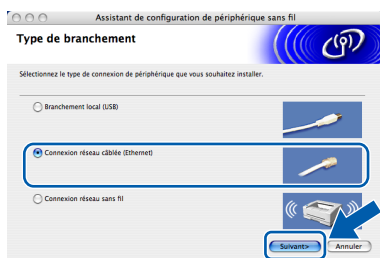 Assistant de configuration de périphérique sans fil
Type de branchement
Sélectionnez le type de connexion de périphérique que vous souhaitez installer.
Branchement local (USB)
Connexion réseau câblée (Ethernet)
Connexion réseau sans fil
Suivant>
Annuler